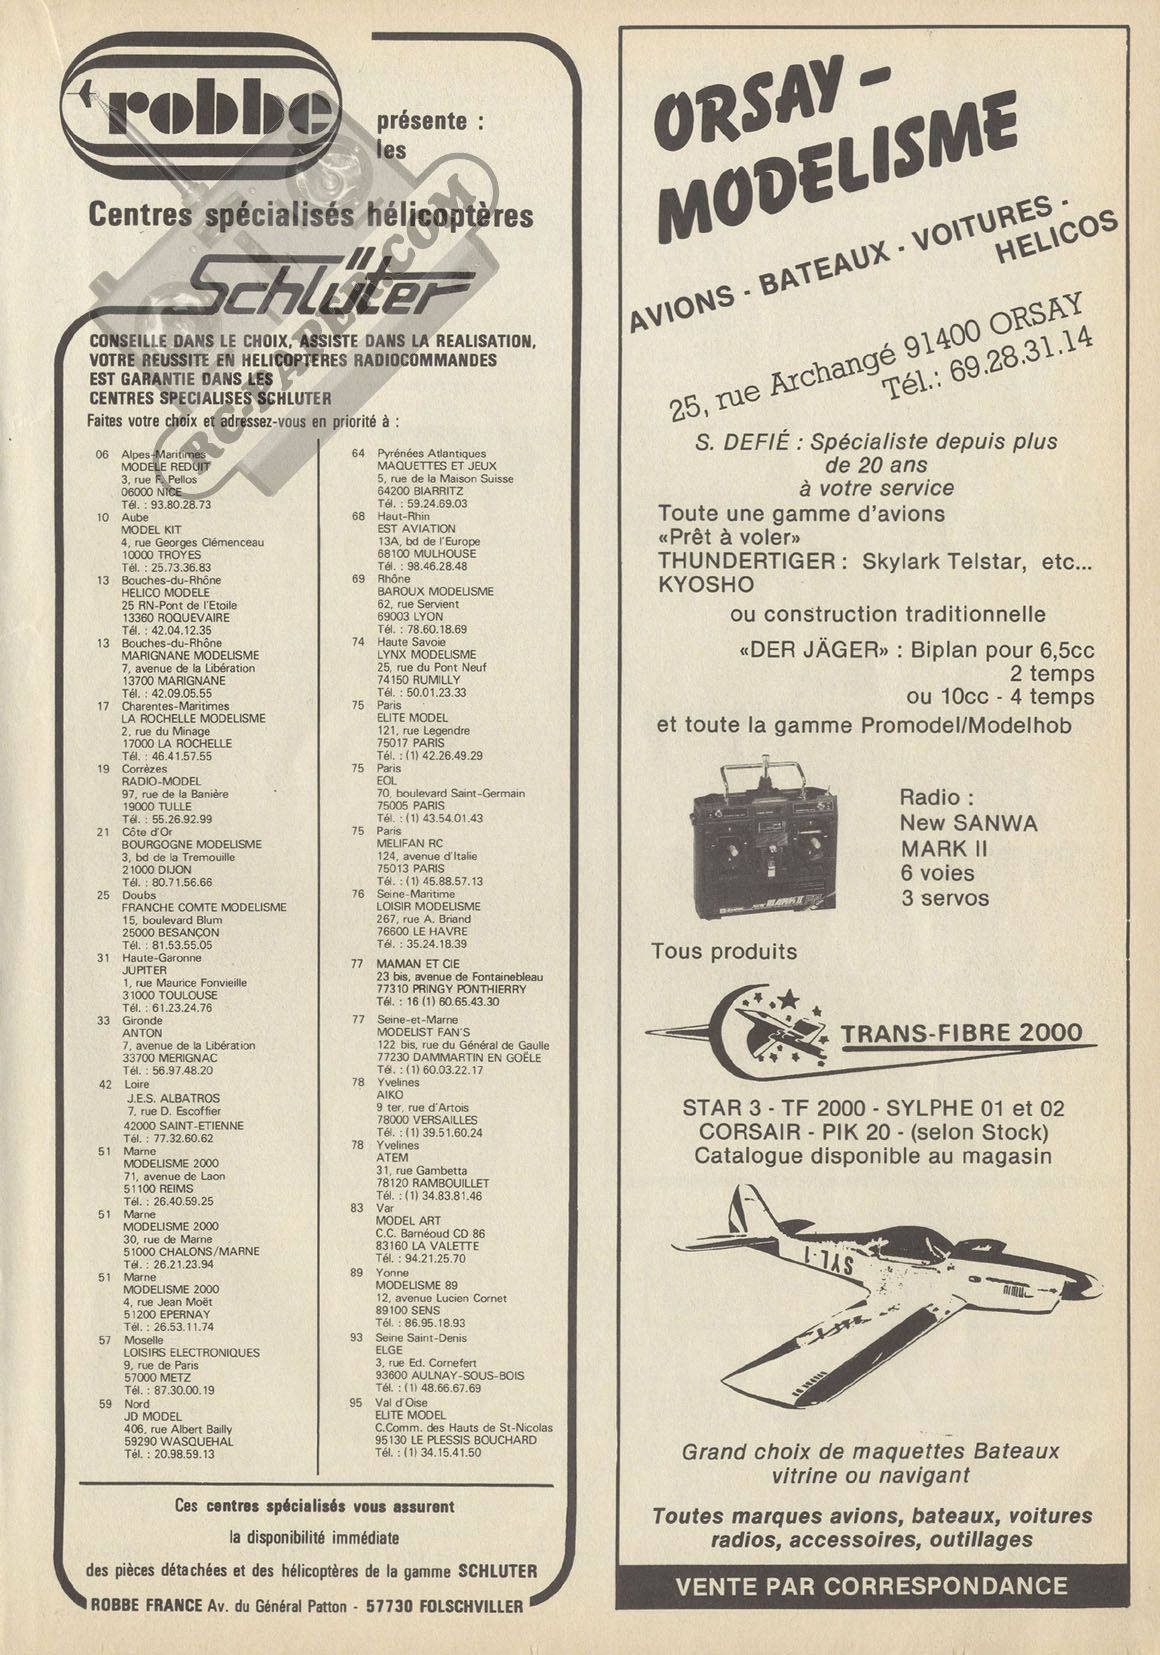 robbe
présente :
les
Centres spécialisés hélicoptères
Schlüter
CONSEILLE DANS LE CHOIX, ASSISTE DANS LA REALISATION,
VOTRE REUSSITE EN HELICOPTERES RADIOCOMMANDES
EST GARANTIE DANS LES
CENTRES SPECIALISES SCHLUTER
Faites votre choix et adressez-vous en priorité à :
RC-PAPER.COM
06 Alpes-Maritimes
MODELE REDUIT
3, rue F. Pellos
06000 NICE
Tél. : 93.80.28.73
10 Aube
MODEL KIT
4, rue Georges Clémenceau
10000 TROYES
Tél. : 25.73.36.83
13 Bouches-du-Rhône
HELICO MODELE
25 RN-Pont de l'Etoile
13360 ROQUEVAIRE
Tél. : 42.04.12.35
13 Bouches-du-Rhône
MARIGNANE MODELISME
7, avenue de la Libération
13700 MARIGNANE
Tél. : 42.09.05.55
17 Charentes-Maritimes
LA ROCHELLE MODELISME
2, rue du Minage
17000 LA ROCHELLE
Tél. : 46.41.57.55
19 Corrèzes
RADIO-MODEL
97, rue de la Banière
19000 TULLE
Tél. : 55.26.92.99
21 Côte d'Or
BOURGOGNE MODELISME
3, bd de la Tremouille
21000 DIJON
Tél. : 80.71.56.66
25 Doubs
FRANCHE COMTE MODELISME
15, boulevard Blum
25000 BESANÇON
Tél. : 81.53.55.05
31 Haute-Garonne
JUPITER
1, rue Maurice Fonvieille
31000 TOULOUSE
Tél. : 61.23.24.76
33 Gironde
ANTON
7, avenue de la Libération
33700 MERIGNAC
Tél. : 56.97.48.20
42 Loire
J.E.S. ALBATROS
7, rue D. Escoffier
42000 SAINT-ETIENNE
Tél. : 77.32.60.62
51 Marne
MODELISME 2000
71, avenue de Laon
51100 REIMS
Tél. : 26.40.59.25
51 Marne
MODELISME 2000
30, rue de Marne
51000 CHALONS/MARNE
Tél. : 26.21.23.94
51 Marne
MODELISME 2000
4, rue Jean Moët
51200 EPERNAY
Tél. : 26.53.11.74
57 Moselle
LOISIRS ELECTRONIQUES
9, rue de Paris
57000 METZ
Tél. : 87.30.00.19
59 Nord
JD MODEL
406, rue Albert Bailly
59290 WASQUEHAL
Tél. : 20.98.59.13
64 Pyrénées Atlantiques
MAQUETTES ET JEUX
5, rue de la Maison Suisse
64200 BIARRITZ
Tél. : 59.24.69.03
68 Haut-Rhin
EST AVIATION
13A, bd de l'Europe
68100 MULHOUSE
Tél. : 98.46.28.48
69 Rhône
BAROUX MODELISME
62, rue Servient
69003 LYON
Tél. : 78.60.18.69
74 Haute Savoie
LYNX MODELISME
25, rue du Pont Neuf
74150 RUMILLY
Tél. : 50.01.23.33
75 Paris
ELITE MODEL
121, rue Legendre
75017 PARIS
Tél. : (1) 42.26.49.29
75 Paris
EOL
70, boulevard Saint-Germain
75005 PARIS
Tél. : (1) 43.54.01.43
75 Paris
MELIFAN RC
124, avenue d'Italie
75013 PARIS
Tél. : (1) 45.88.57.13
76 Seine-Maritime
LOISIR MODELISME
267, rue A. Briand
76600 LE HAVRE
Tél. : 35.24.18.39
77 MAMAN ET CIE
23 bis, avenue de Fontainebleau
77310 PRINGY PONTHIERRY
Tél. : 16 (1) 60.65.43.30
77 Seine-et-Marne
MODELIST FAN'S
122 bis, rue du Général de Gaulle
77230 DAMMARTIN EN GOËLE
Tél. : (1) 60.03.22.17
78 Yvelines
AIKO
9 ter, rue d'Artois
78000 VERSAILLES
Tél. : (1) 39.51.60.24
78 Yvelines
ATEM
31, rue Gambetta
78120 RAMBOUILLET
Tél. : (1) 34.83.81.46
83 Var
MODEL ART
C.C. Barnéoud CD 86
83160 LA VALETTE
Tél. : 94.21.25.70
89 Yonne
MODELISME 89
12, avenue Lucien Cornet
89100 SENS
Tél. : 86.95.18.93
93 Seine Saint-Denis
ELGE
3, rue Ed. Cornefert
93600 AULNAY-SOUS-BOIS
Tél. : (1) 48.66.67.69
95 Val d'Oise
ELITE MODEL
C.Comm. des Hauts de St-Nicolas
95130 LE PLESSIS BOUCHARD
Tél. : (1) 34.15.41.50
Ces centres spécialisés vous assurent
la disponibilité immédiate
des pièces détachées et des hélicoptères de la gamme SCHLUTER
ROBBE FRANCE Av. du Général Patton - 57730 FOLSCHVILLER
ORSAY -
MODELISME
AVIONS - BATEAUX - VOITURES -
HELICOS
25, rue Archangé 91400 ORSAY
Tél.: 69.28.31.14
S. DEFIÉ : Spécialiste depuis plus
de 20 ans
à votre service
Toute une gamme d'avions
«Prêt à voler»
THUNDERTIGER : Skylark Telstar, etc...
KYOSHO
ou construction traditionnelle
«DER JÄGER» : Biplan pour 6,5cc
2 temps
ou 10cc - 4 temps
et toute la gamme Promodel/Modelhob
MARK II
Radio :
New SANWA
MARK II
6 voies
3 servos
Tous produits
TRANS-FIBRE 2000
STAR 3 - TF 2000 - SYLPHE 01 et 02
CORSAIR - PIK 20 - (selon Stock)
Catalogue disponible au magasin
SYL-1
Grand choix de maquettes Bateaux
vitrine ou navigant
Toutes marques avions, bateaux, voitures
radios, accessoires, outillages
VENTE PAR CORRESPONDANCE